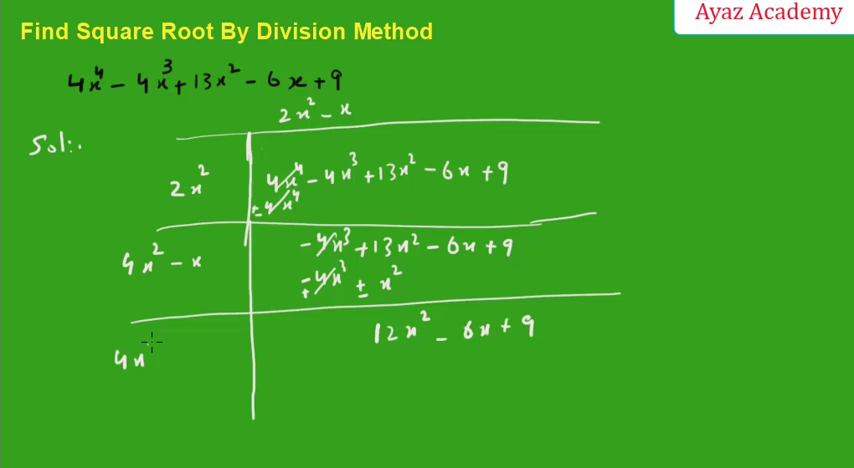 Ayaz Academy
Find Square Root By Division Method
4x⁴ - 4x³ + 13x² - 6x + 9
2x² - x
Sol:.
2x² 4x⁴ - 4x³ + 13x² - 6x + 9
± 4x⁴
4x² - x - 4x³ + 13x² - 6x + 9
∓ 4x³ ± x²
12x² - 6x + 9
4x